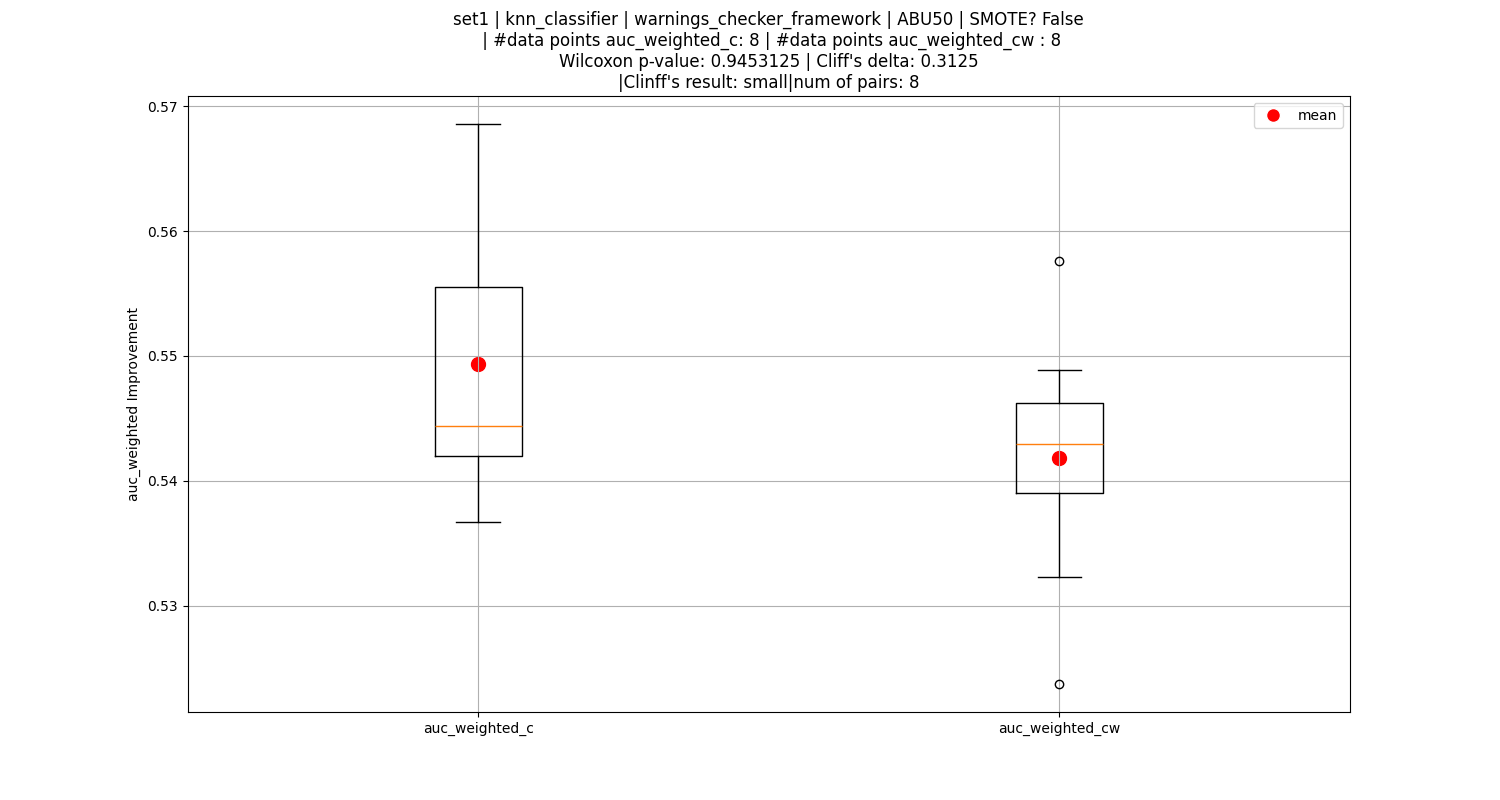 set1 | knn_classifier | warnings_checker_framework | ABU50 | SMOTE? False
| #data points auc_weighted_c: 8 | #data points auc_weighted_cw : 8
Wilcoxon p-value: 0.9453125 | Cliff's delta: 0.3125
|Clinff's result: small|num of pairs: 8
mean
0.57
0.56
0.55
0.54
0.53
auc_weighted Improvement
auc_weighted_c
auc_weighted_cw